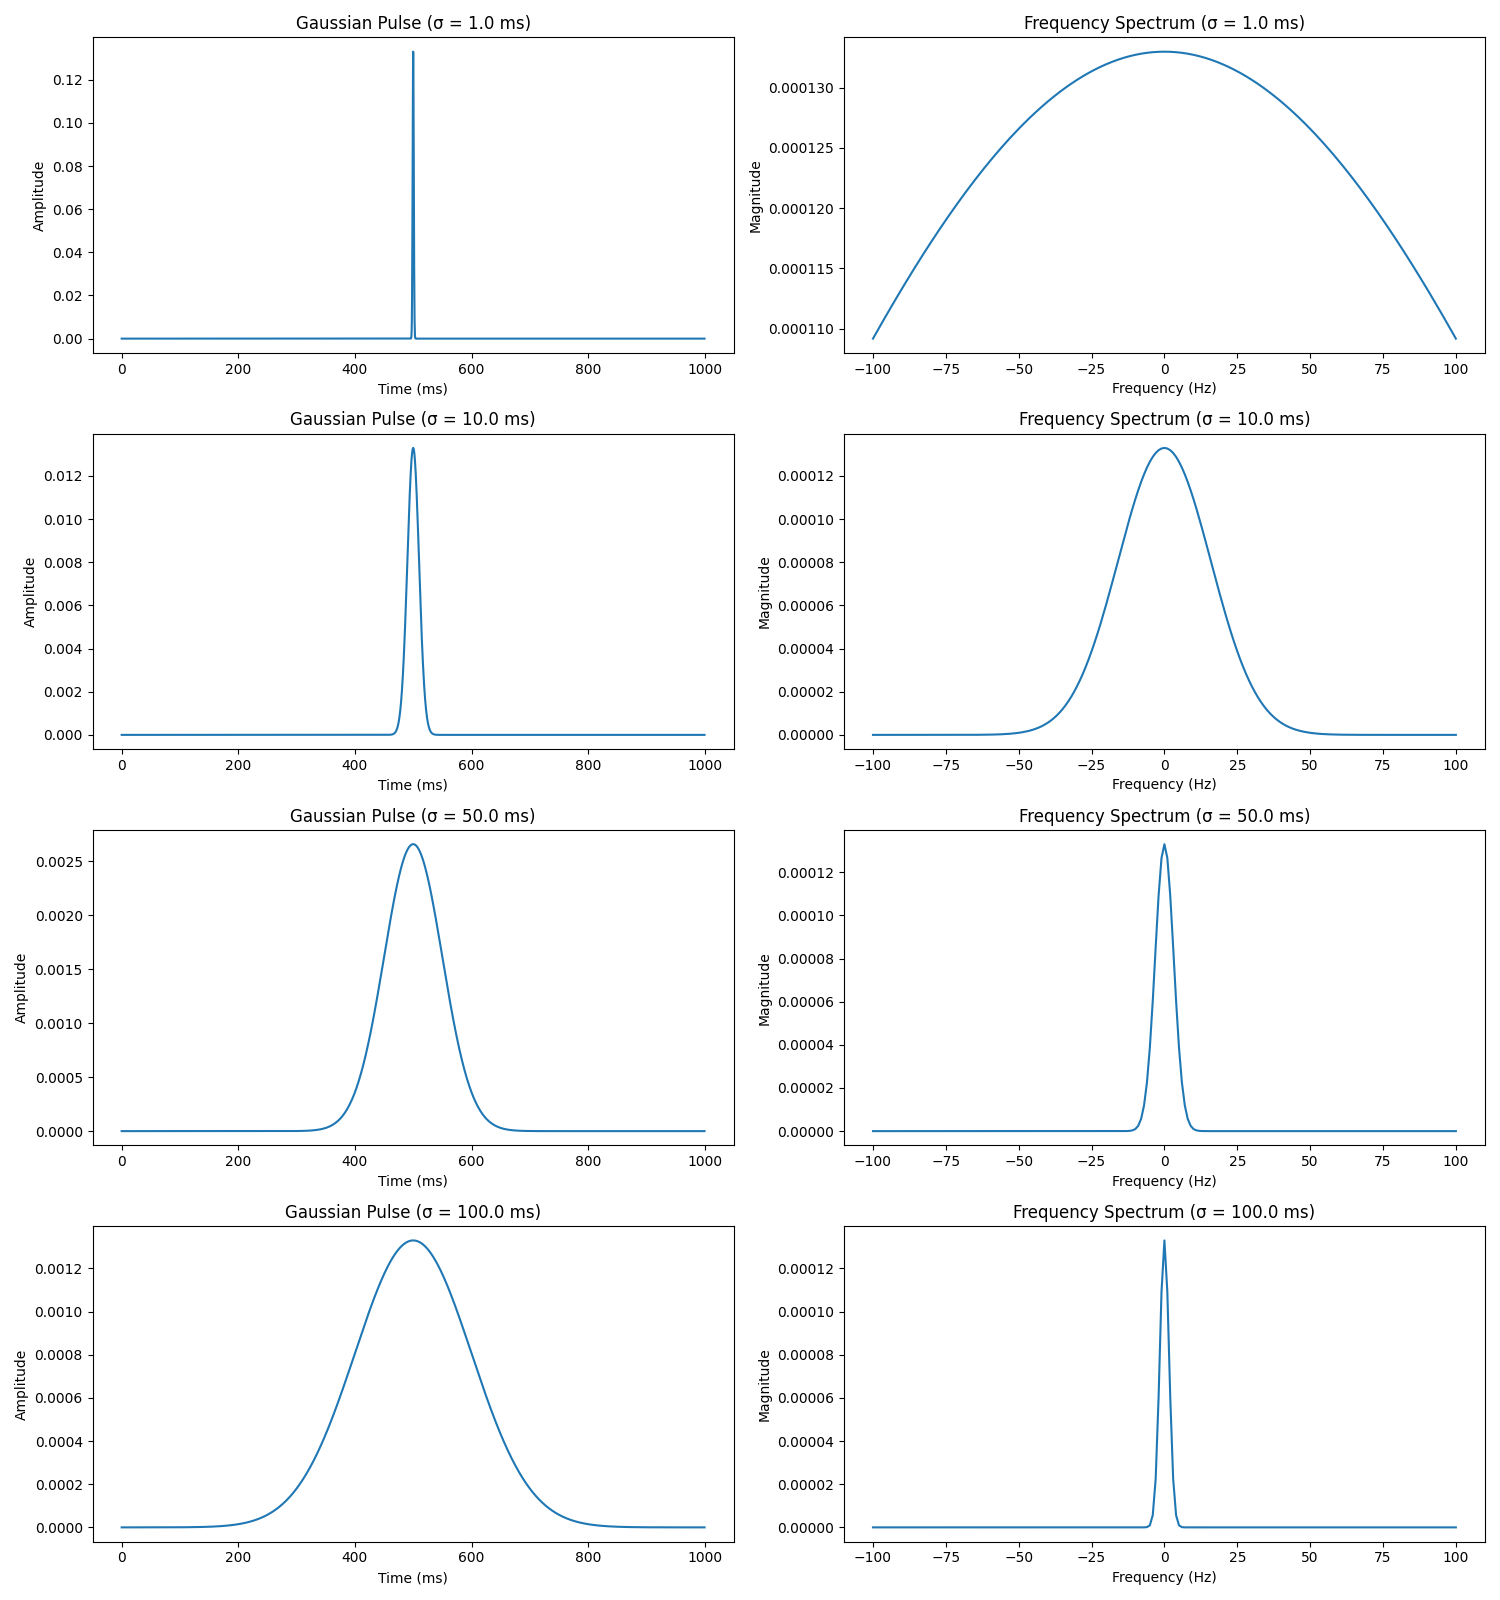 Gaussian Pulse (σ = 1.0 ms)
Amplitude
0.12
0.10
0.08
0.06
0.04
0.02
0.00
0 200 400 600 800 1000
Time (ms)
Frequency Spectrum (σ = 1.0 ms)
Magnitude
0.000130
0.000125
0.000120
0.000115
0.000110
−100 −75 −50 −25 0 25 50 75 100
Frequency (Hz)
Gaussian Pulse (σ = 10.0 ms)
Amplitude
0.012
0.010
0.008
0.006
0.004
0.002
0.000
0 200 400 600 800 1000
Time (ms)
Frequency Spectrum (σ = 10.0 ms)
Magnitude
0.00012
0.00010
0.00008
0.00006
0.00004
0.00002
0.00000
−100 −75 −50 −25 0 25 50 75 100
Frequency (Hz)
Gaussian Pulse (σ = 50.0 ms)
Amplitude
0.0025
0.0020
0.0015
0.0010
0.0005
0.0000
0 200 400 600 800 1000
Time (ms)
Frequency Spectrum (σ = 50.0 ms)
Magnitude
0.00012
0.00010
0.00008
0.00006
0.00004
0.00002
0.00000
−100 −75 −50 −25 0 25 50 75 100
Frequency (Hz)
Gaussian Pulse (σ = 100.0 ms)
Amplitude
0.0012
0.0010
0.0008
0.0006
0.0004
0.0002
0.0000
0 200 400 600 800 1000
Time (ms)
Frequency Spectrum (σ = 100.0 ms)
Magnitude
0.00012
0.00010
0.00008
0.00006
0.00004
0.00002
0.00000
−100 −75 −50 −25 0 25 50 75 100
Frequency (Hz)